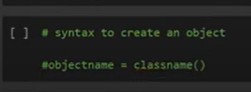 [ ] # syntax to create an object
#objectname = classname()